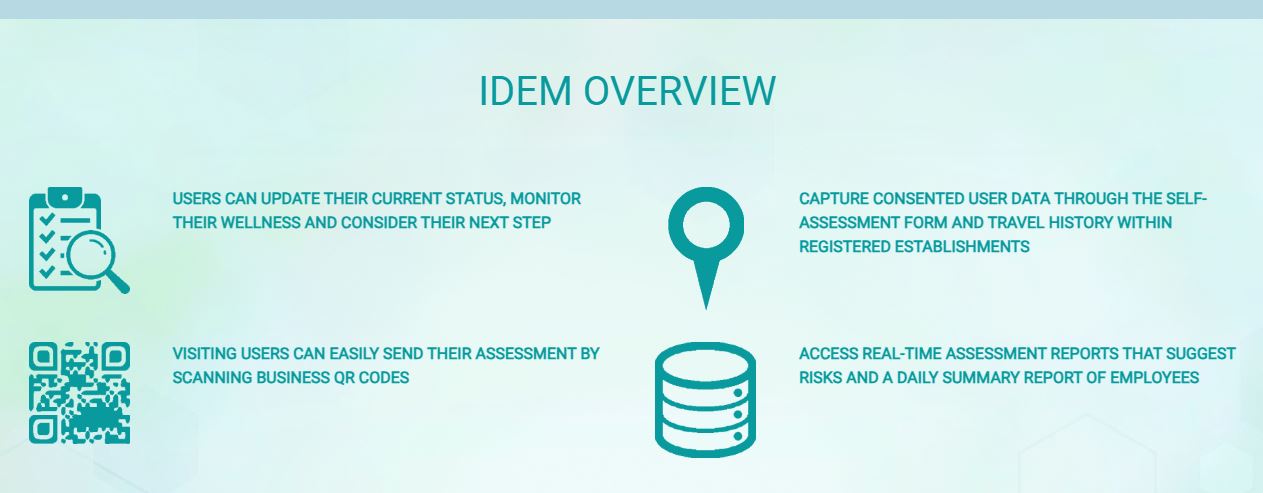 IDEM OVERVIEW
USERS CAN UPDATE THEIR CURRENT STATUS, MONITOR
THEIR WELLNESS AND CONSIDER THEIR NEXT STEP
CAPTURE CONSENTED USER DATA THROUGH THE SELF-
ASSESSMENT FORM AND TRAVEL HISTORY WITHIN
REGISTERED ESTABLISHMENTS
VISITING USERS CAN EASILY SEND THEIR ASSESSMENT BY
SCANNING BUSINESS QR CODES
ACCESS REAL-TIME ASSESSMENT REPORTS THAT SUGGEST
RISKS AND A DAILY SUMMARY REPORT OF EMPLOYEES